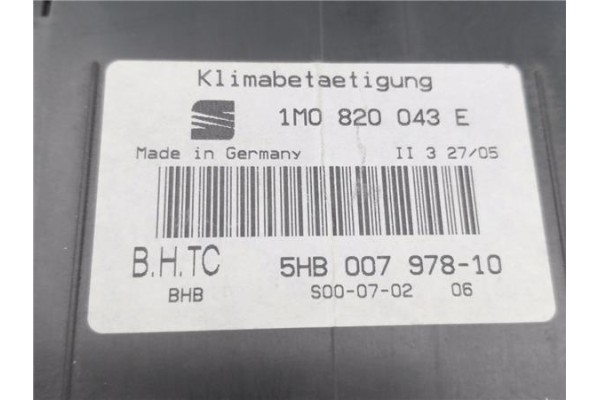 Klimabetaetigung
1M0 820 043 E
Made in Germany II 3 27/05
B.H.TC 5HB 007 978-10
BHB S00-07-02 06